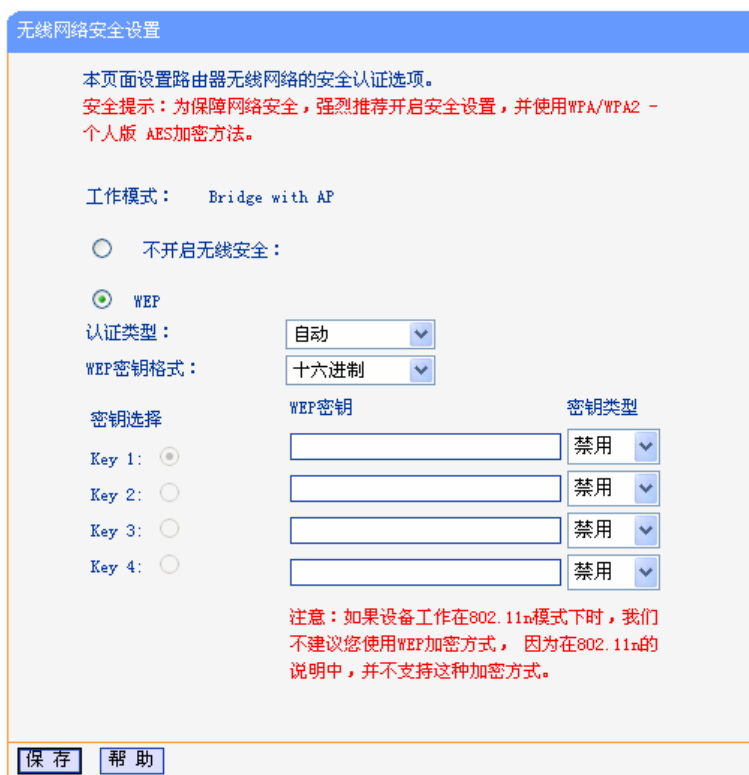 无线网络安全设置
本页面设置路由器无线网络的安全认证选项。
安全提示：为保障网络安全，强烈推荐开启安全设置，并使用WPA/WPA2 -
个人版 AES加密方法。
工作模式： Bridge with AP
不开启无线安全：
WEP
认证类型： 自动
WEP密钥格式： 十六进制
密钥选择 WEP密钥 密钥类型
Key 1: 禁用
Key 2: 禁用
Key 3: 禁用
Key 4: 禁用
注意：如果设备工作在802.11n模式下时，我们
不建议您使用WEP加密方式， 因为在802.11n的
说明中，并不支持这种加密方式。
保存 帮助